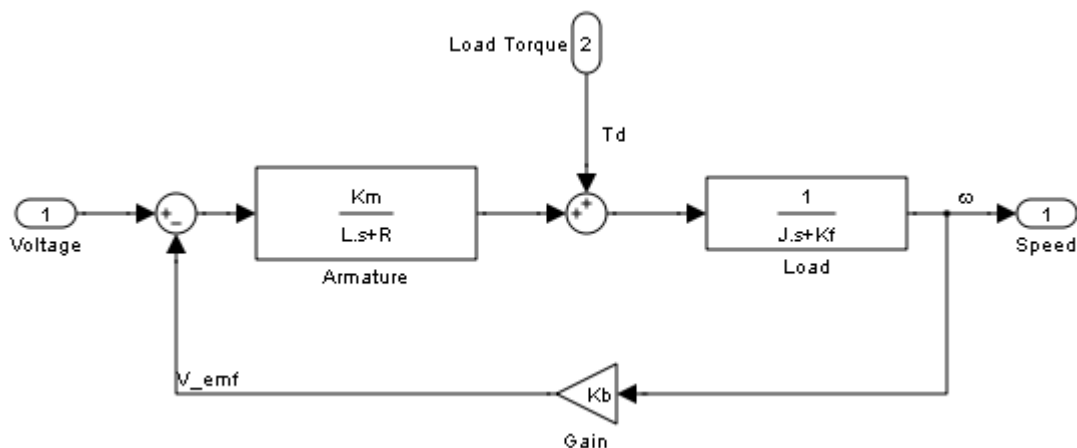 Load Torque
2
Td
1
Voltage
+
−
Km
L.s+R
Armature
+
+
1
J.s+Kf
Load
ω
1
Speed
V_emf
Kb
Gain